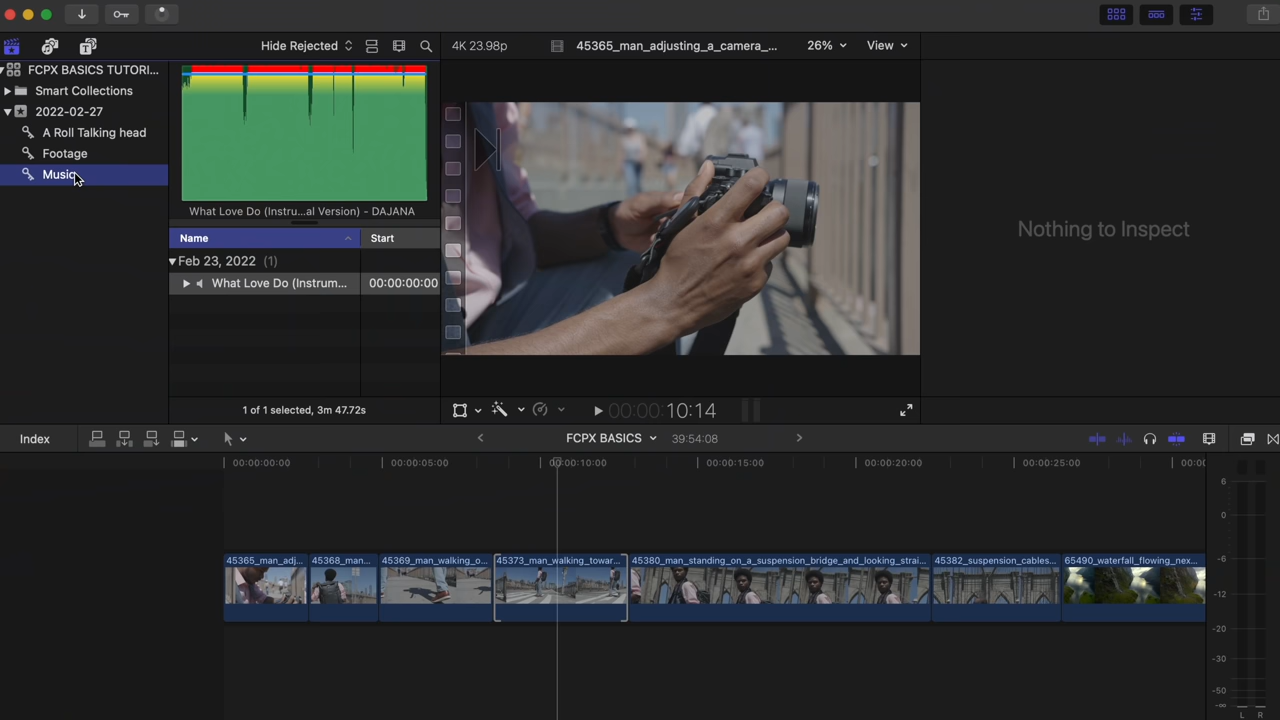 Hide Rejected
4K 23.98p
45365_man_adjusting_a_camera_...
26%
View
FCPX BASICS TUTORI...
Smart Collections
2022-02-27
A Roll Talking head
Footage
Music
What Love Do (Instru...al Version) - DAJANA
Name
Start
Feb 23, 2022 (1)
What Love Do (Instrum...
00:00:00:00
1 of 1 selected, 3m 47.72s
Nothing to Inspect
00:00:10:14
Index
FCPX BASICS
39:54:08
00:00:00:00
00:00:05:00
00:00:10:00
00:00:15:00
00:00:20:00
00:00:25:00
45365_man_adj...
45368_man...
45369_man_walking_o...
45373_man_walking_towar...
45380_man_standing_on_a_suspension_bridge_and_looking_strai...
45382_suspension_cables...
65490_waterfall_flowing_nex...
6
0
-6
-12
-20
-30
-50
-∞
L R